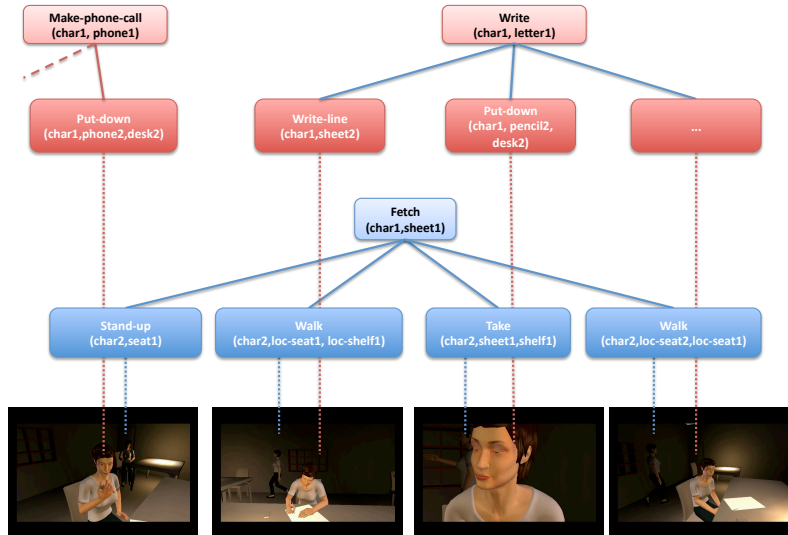 Make-phone-call
(char1, phone1)
Write
(char1, letter1)
Put-down
(char1,phone2,desk2)
Write-line
(char1,sheet2)
Put-down
(char1, pencil2,
desk2)
...
Fetch
(char1,sheet1)
Stand-up
(char2,seat1)
Walk
(char2,loc-seat1, loc-shelf1)
Take
(char2,sheet1,shelf1)
Walk
(char2,loc-seat2,loc-seat1)